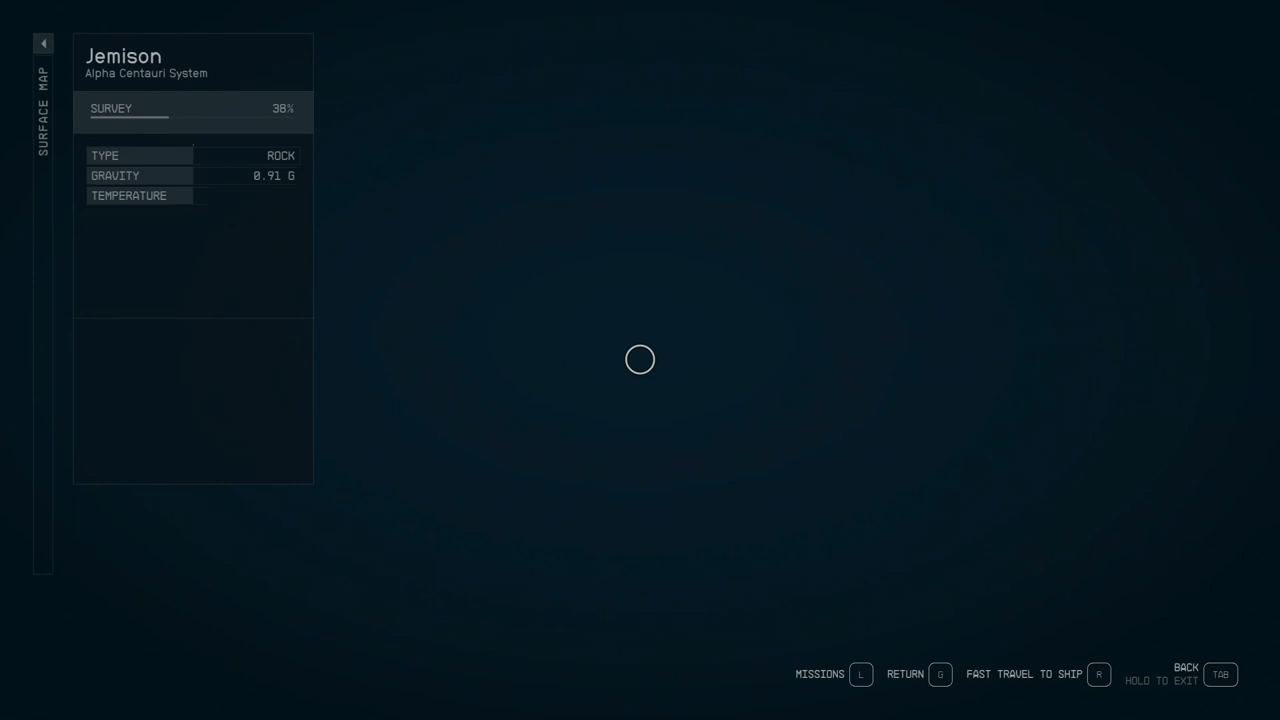 SURFACE MAP
Jemison
Alpha Centauri System
SURVEY 38%
TYPE ROCK
GRAVITY 0.91 G
TEMPERATURE
MISSIONS L RETURN G FAST TRAVEL TO SHIP R BACK TAB
HOLD TO EXIT